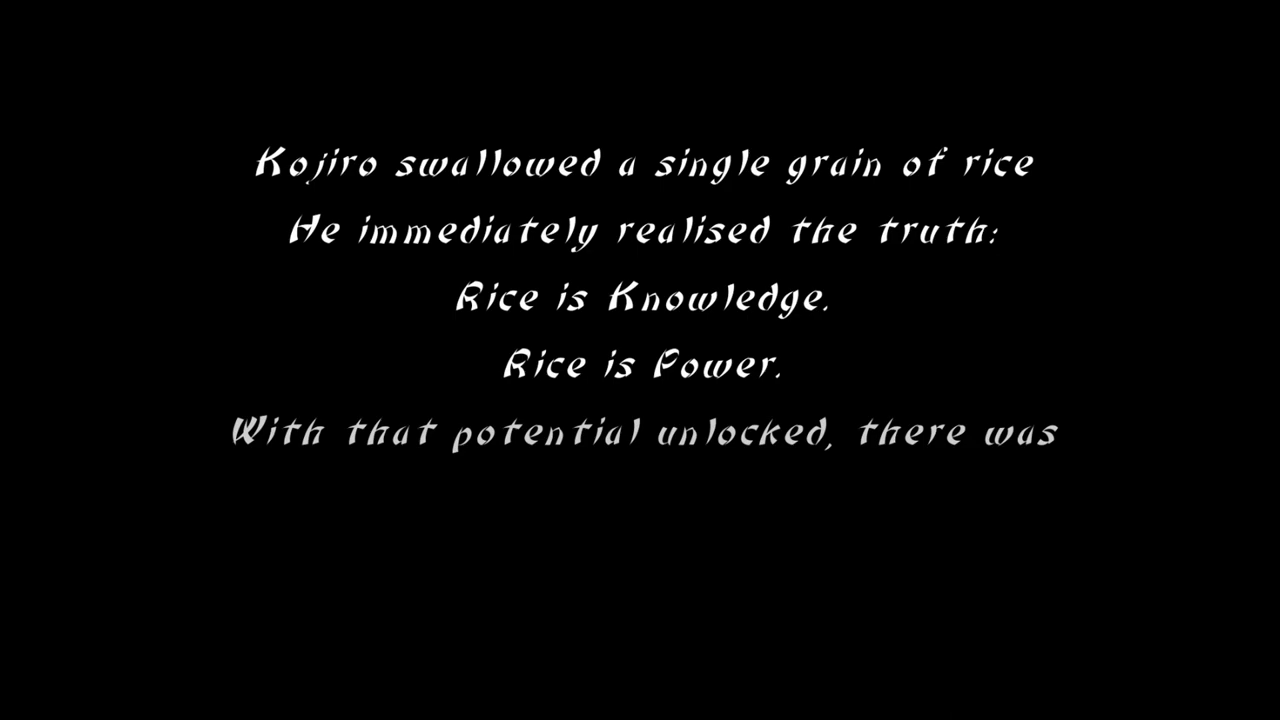 Kojiro swallowed a single grain of rice
He immediately realised the truth:
Rice is Knowledge.
Rice is Power.
With that potential unlocked, there was